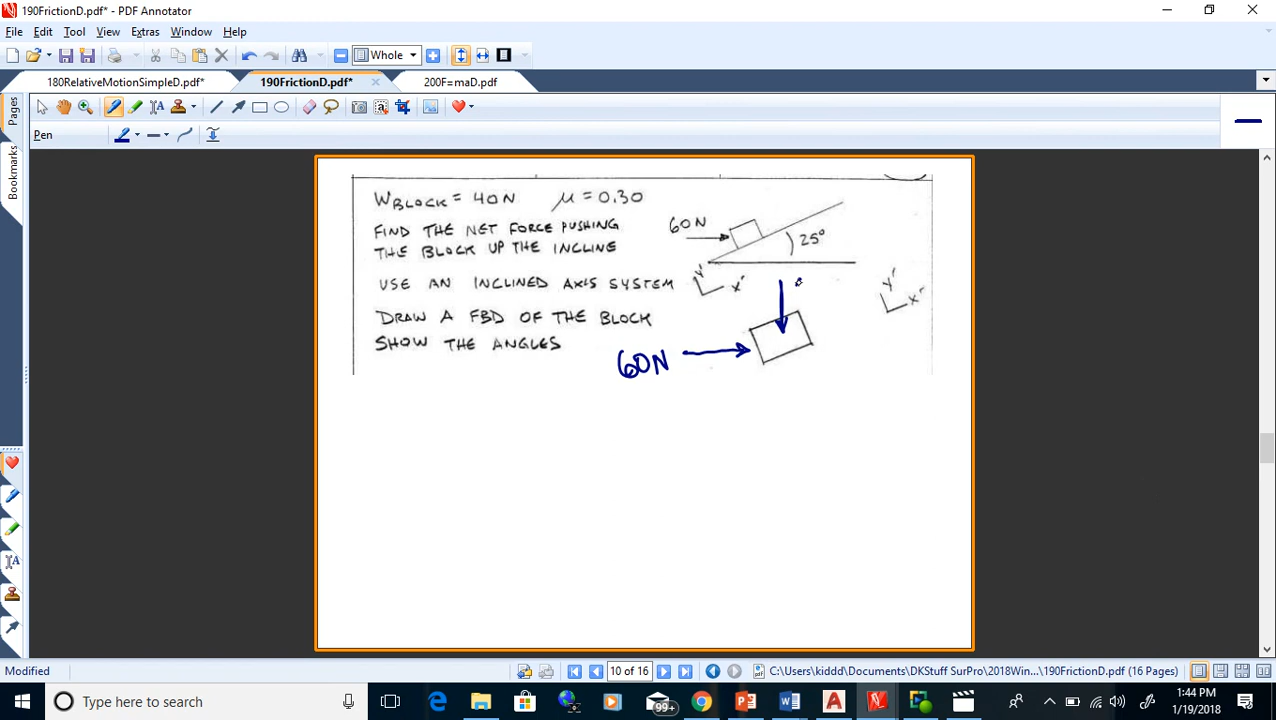 190FrictionD.pdf* - PDF Annotator
File Edit Tool Extras Window View Help
Whole
180RelativeMotionSimpleD.pdf* 190FrictionD.pdf* 200F=maD.pdf
Pen
Pages
Bookmarks
WBLOCK = 40N μ = 0.30
FIND THE NET FORCE PUSHING
THE BLOCK UP THE INCLINE
USE AN INCLINED AXIS SYSTEM
DRAW A FBD OF THE BLOCK
SHOW THE ANGLES
60N
25°
y'
x'
y'
x'
60N
Modified
10 of 16
C:\Users\kiddd\Documents\DKStuff SurPro\2018Win...\190FrictionD.pdf (16 Pages)
Type here to search
99+
1:44 PM
1/19/2018